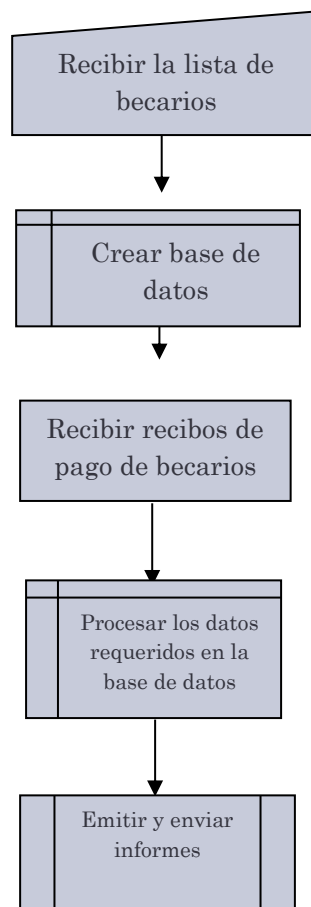 Recibir la lista de
becarios
Crear base de
datos
Recibir recibos de
pago de becarios
Procesar los datos
requeridos en la
base de datos
Emitir y enviar
informes